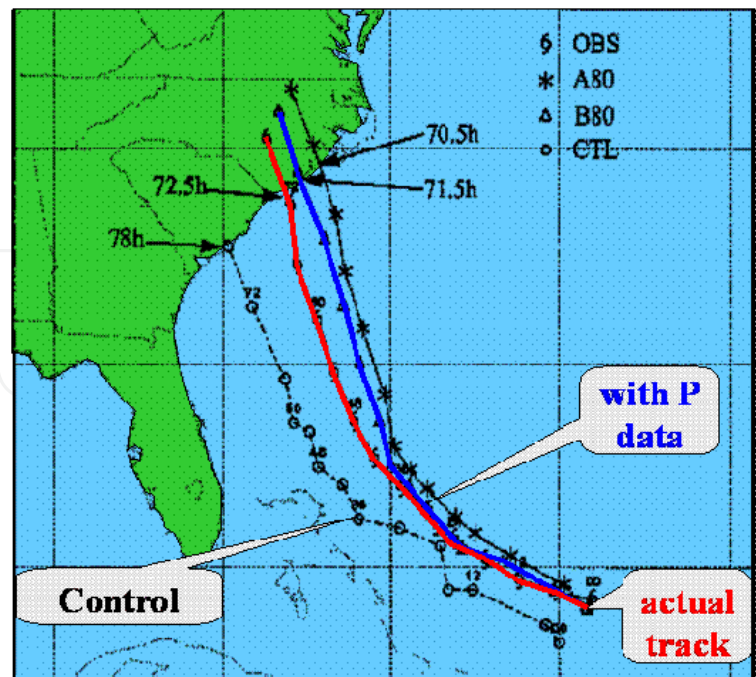 OBS
A80
B80
CTL
70.5h
72.5h
71.5h
78h
72
60
48
with P
data
Control
12
actual
track